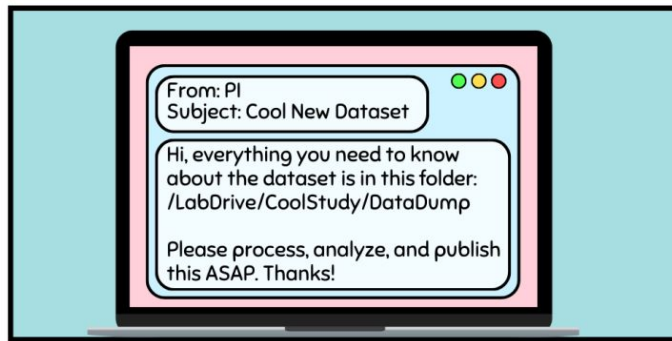 From: PI
Subject: Cool New Dataset
Hi, everything you need to know
about the dataset is in this folder:
/LabDrive/CoolStudy/DataDump
Please process, analyze, and publish
this ASAP. Thanks!